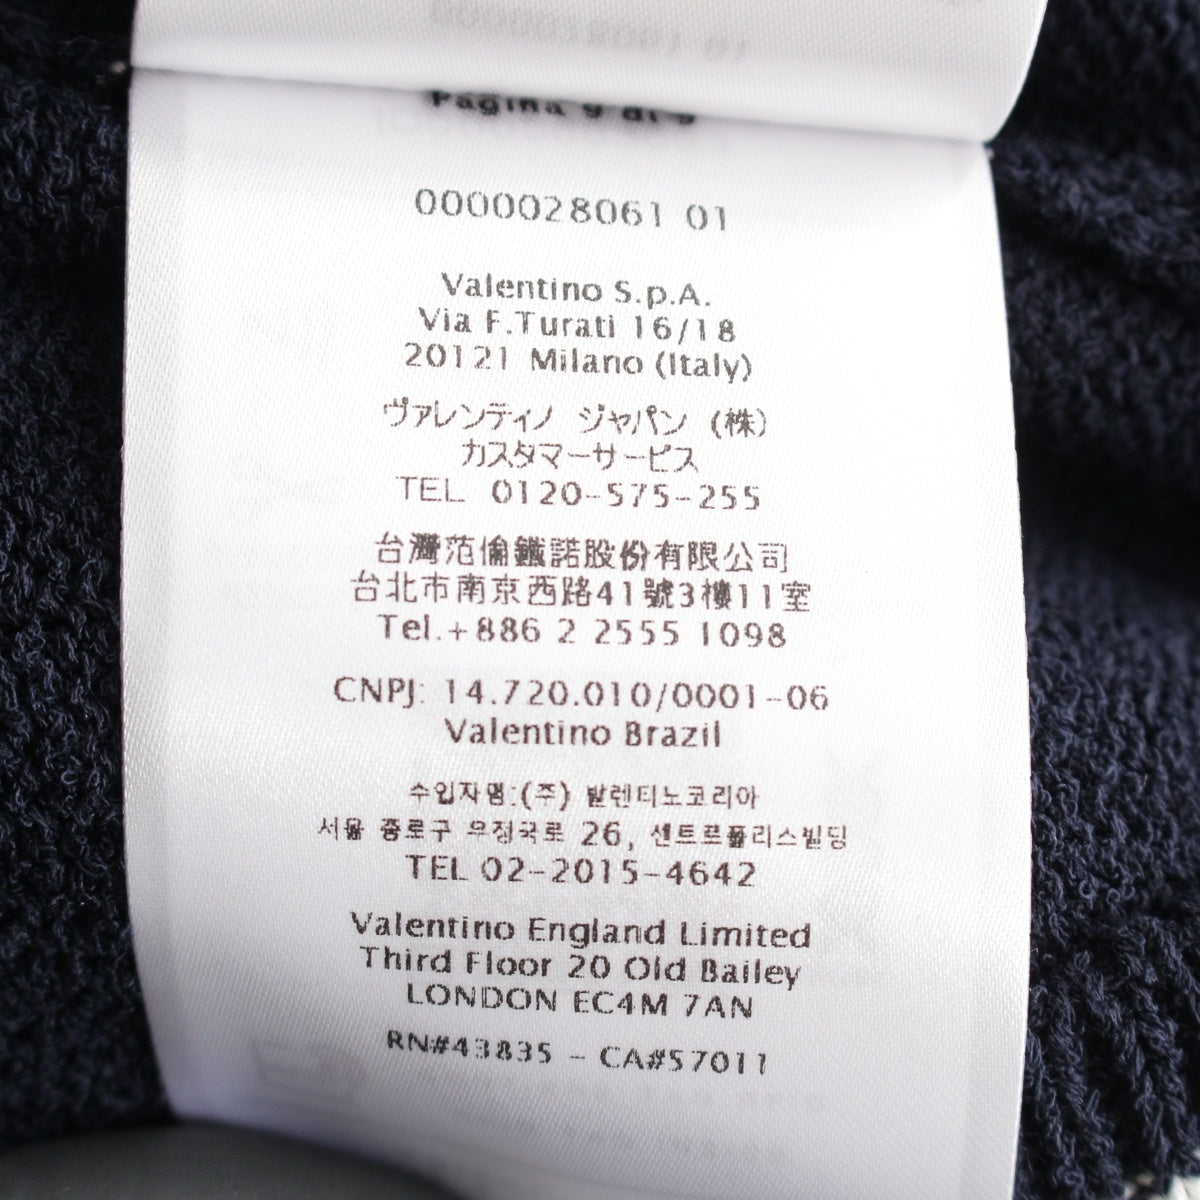 Pagina 9 di 9
0000028061 01
Valentino S.p.A.
Via F.Turati 16/18
20121 Milano (Italy)
ヴァレンティノ ジャパン (株)
カスタマーサービス
TEL 0120-575-255
台灣范倫鐵諾股份有限公司
台北市南京西路41號3樓11室
Tel.+886 2 2555 1098
CNPJ: 14.720.010/0001-06
Valentino Brazil
수입자명:(주) 발렌티노코리아
서울 종로구 우정국로 26, 센트로폴리스빌딩
TEL 02-2015-4642
Valentino England Limited
Third Floor 20 Old Bailey
LONDON EC4M 7AN
RN#43835 - CA#57011